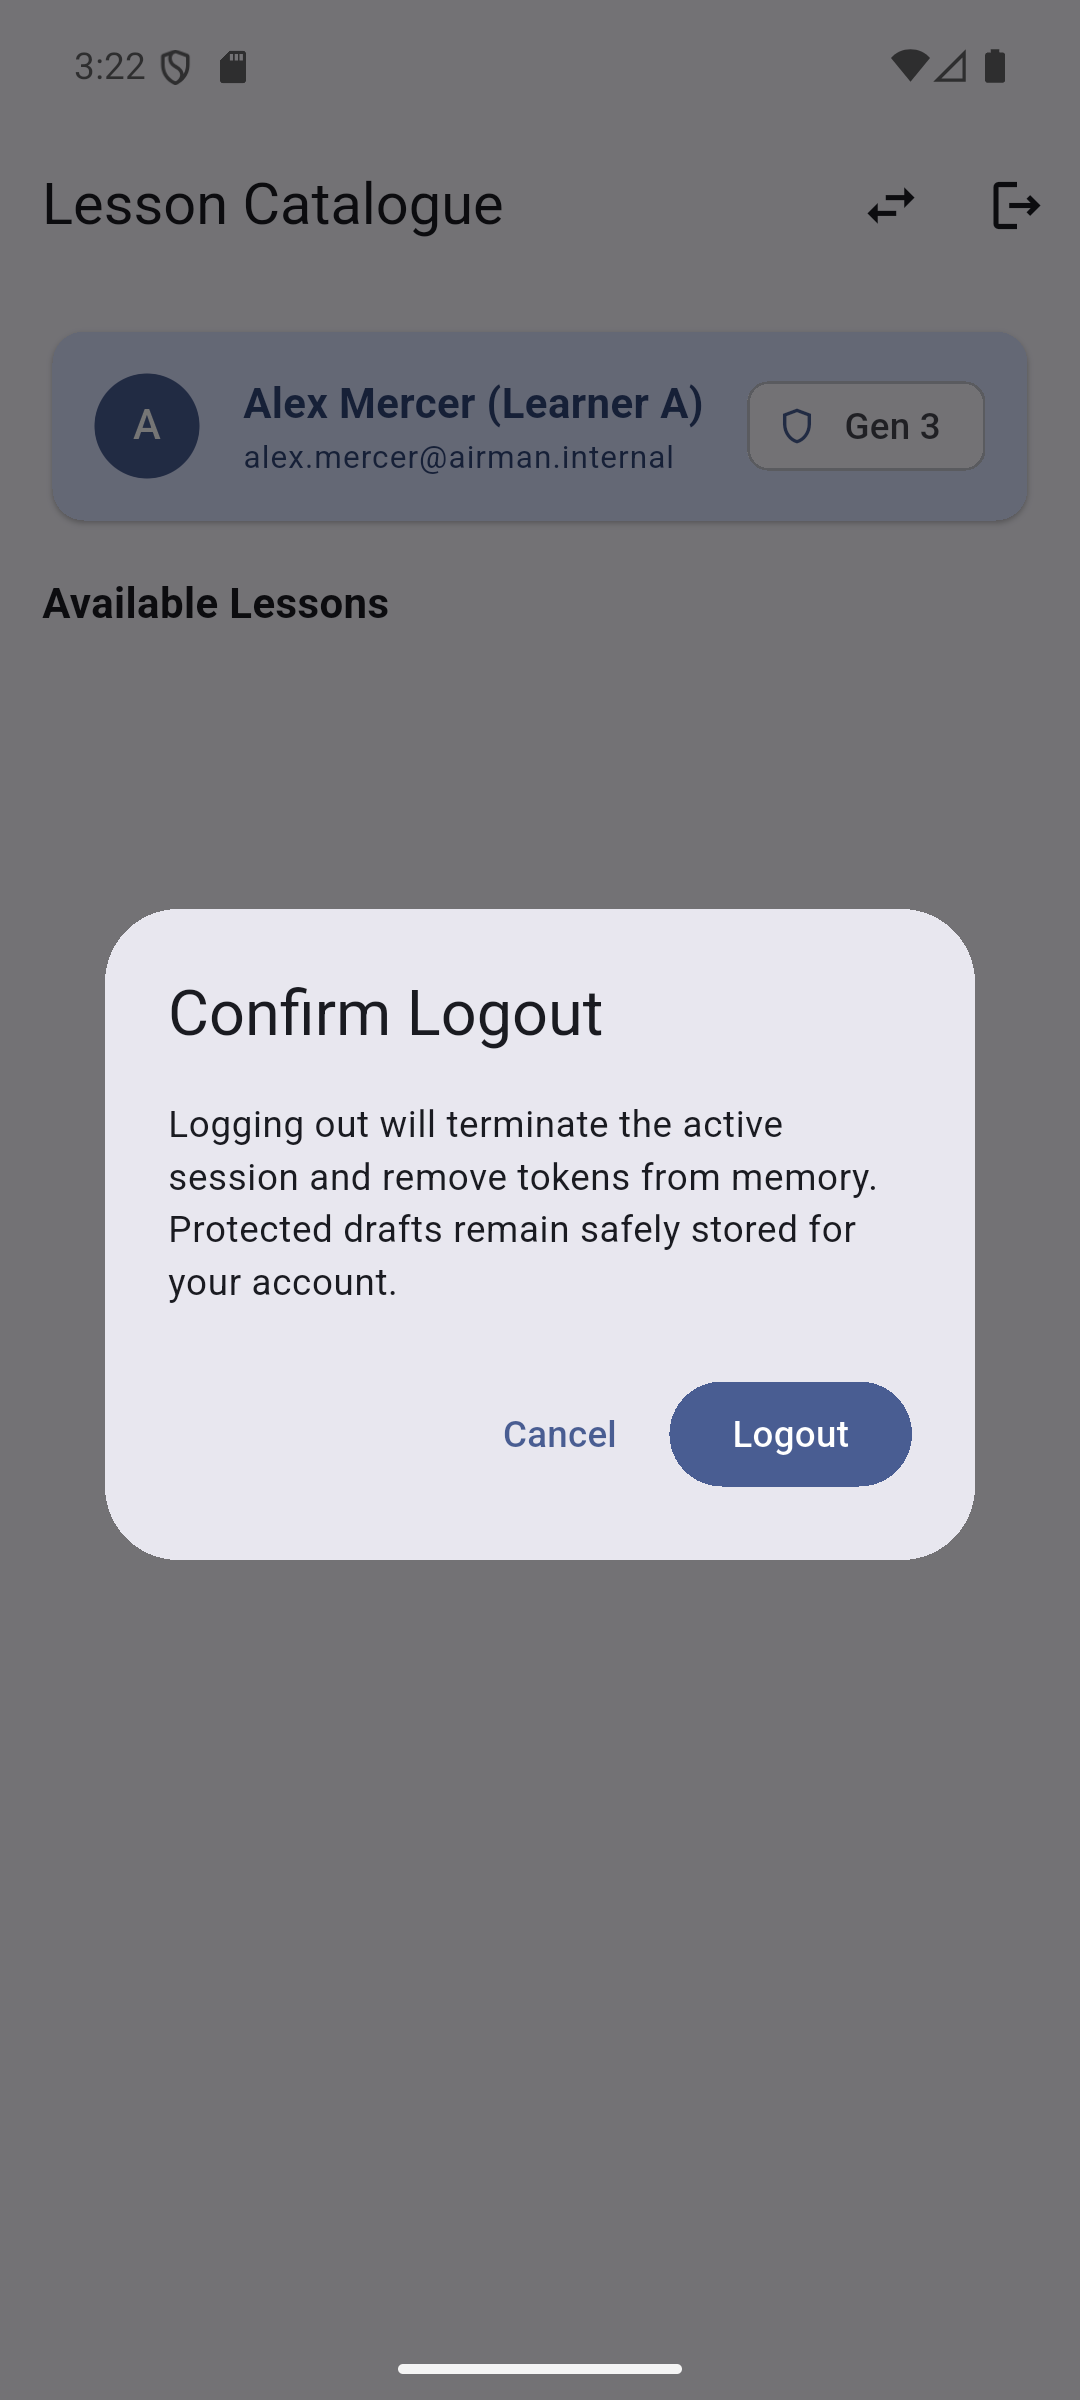 3:22
Lesson Catalogue
A
Alex Mercer (Learner A)
alex.mercer@airman.internal
Gen 3
Available Lessons
Confirm Logout
Logging out will terminate the active
session and remove tokens from memory.
Protected drafts remain safely stored for
your account.
Cancel
Logout